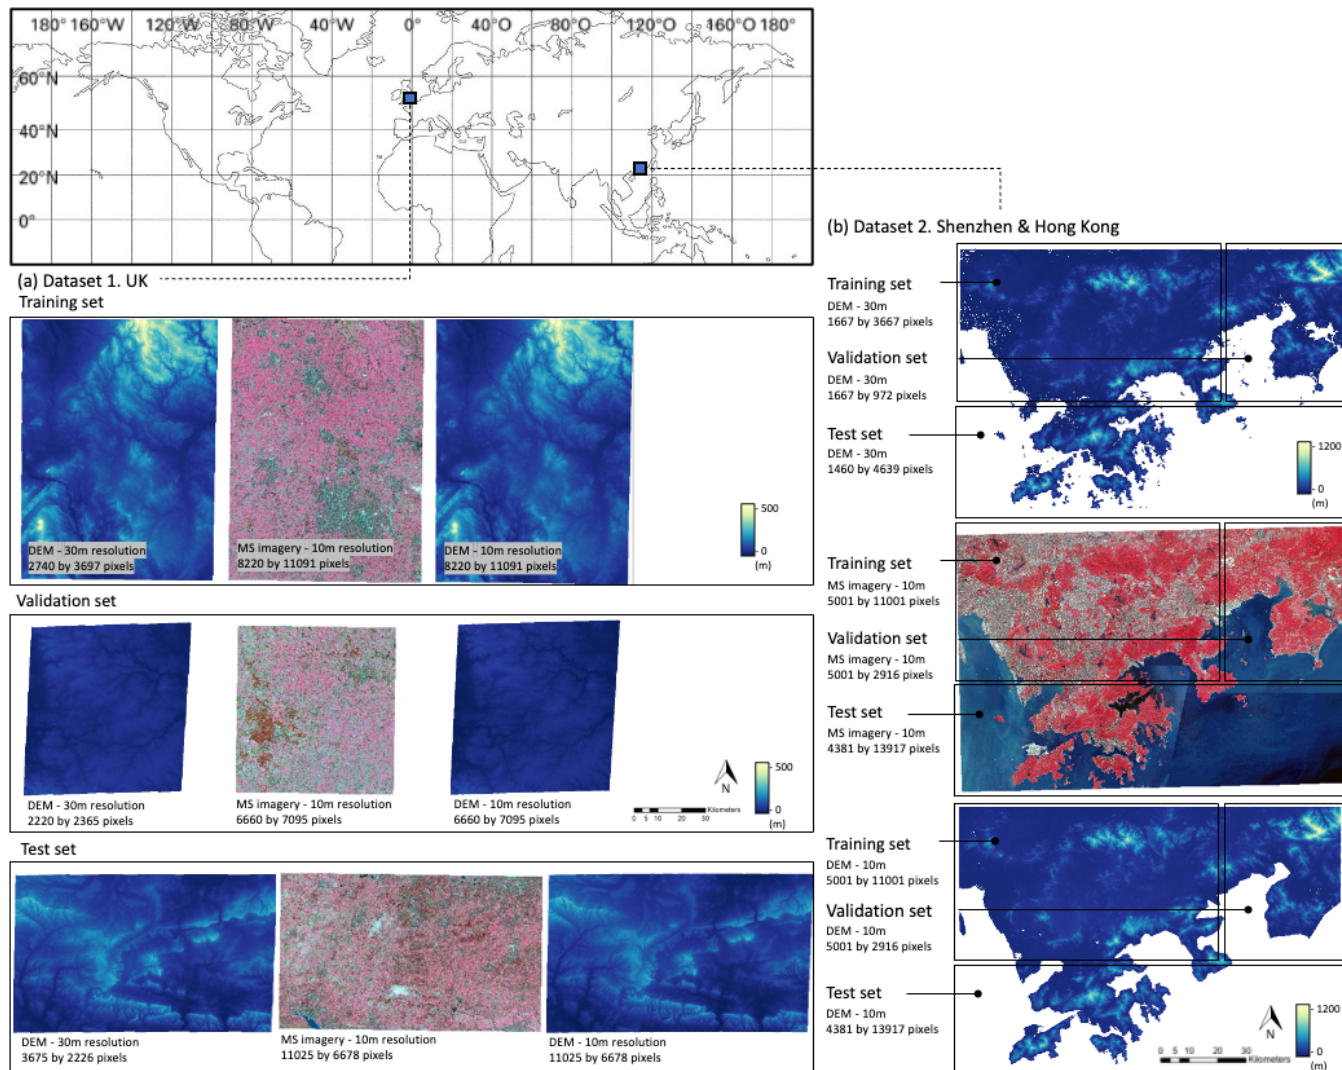 180° 160°W 120°W 80°W 40°W 0° 40°O 80°O 120°O 160°O 180°
60°N
40°N
20°N
0°
(a) Dataset 1. UK
Training set
DEM - 30m resolution
2740 by 3697 pixels
MS imagery - 10m resolution
8220 by 11091 pixels
DEM - 10m resolution
8220 by 11091 pixels
500
0
(m)
Validation set
DEM - 30m resolution
2220 by 2365 pixels
MS imagery - 10m resolution
6660 by 7095 pixels
DEM - 10m resolution
6660 by 7095 pixels
N
0 5 10 20 30 Kilometers
500
0
(m)
Test set
DEM - 30m resolution
3675 by 2226 pixels
MS imagery - 10m resolution
11025 by 6678 pixels
DEM - 10m resolution
11025 by 6678 pixels
(b) Dataset 2. Shenzhen & Hong Kong
Training set
DEM - 30m
1667 by 3667 pixels
Validation set
DEM - 30m
1667 by 972 pixels
Test set
DEM - 30m
1460 by 4639 pixels
1200
0
(m)
Training set
MS imagery - 10m
5001 by 11001 pixels
Validation set
MS imagery - 10m
5001 by 2916 pixels
Test set
MS imagery - 10m
4381 by 13917 pixels
Training set
DEM - 10m
5001 by 11001 pixels
Validation set
DEM - 10m
5001 by 2916 pixels
Test set
DEM - 10m
4381 by 13917 pixels
N
0 5 10 20 30 Kilometers
1200
0
(m)